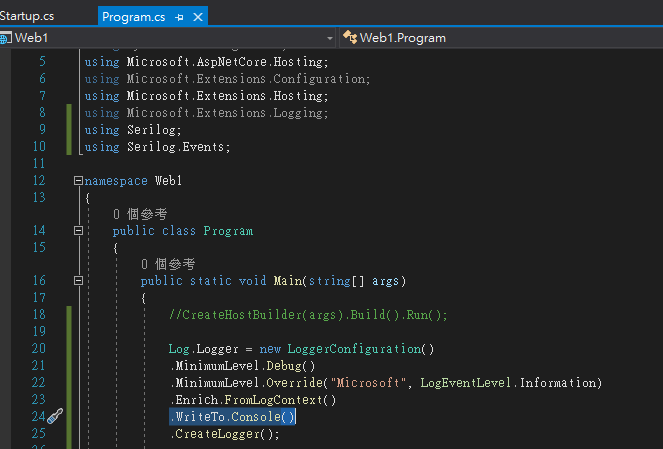 Startup.cs
Program.cs
Web1
Web1.Program
5 using Microsoft.AspNetCore.Hosting;
6 using Microsoft.Extensions.Configuration;
7 using Microsoft.Extensions.Hosting;
8 using Microsoft.Extensions.Logging;
9 using Serilog;
10 using Serilog.Events;
11
12 namespace Web1
13 {
0 個參考
14 public class Program
15 {
0 個參考
16 public static void Main(string[] args)
17 {
18 //CreateHostBuilder(args).Build().Run();
19
20 Log.Logger = new LoggerConfiguration()
21 .MinimumLevel.Debug()
22 .MinimumLevel.Override("Microsoft", LogEventLevel.Information)
23 .Enrich.FromLogContext()
24 .WriteTo.Console()
25 .CreateLogger();